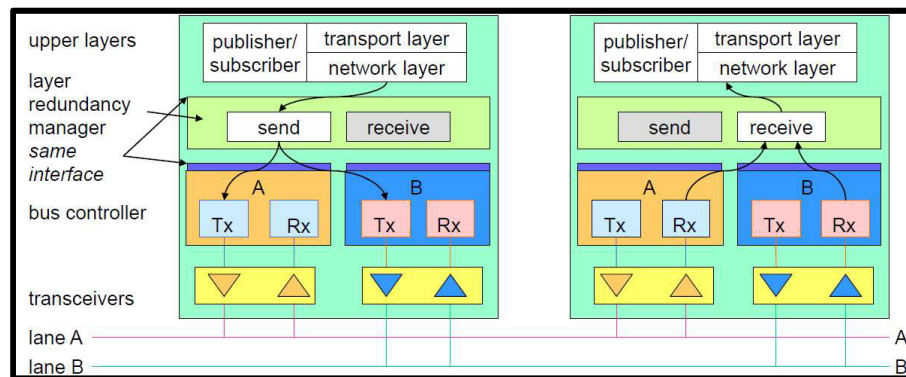 upper layers
publisher/
subscriber
transport layer
network layer
publisher/
subscriber
transport layer
network layer
layer
redundancy
manager
same
interface
send
receive
send
receive
bus controller
A
B
A
B
Tx
Rx
Tx
Rx
Tx
Rx
Tx
Rx
transceivers
lane A
A
lane B
B